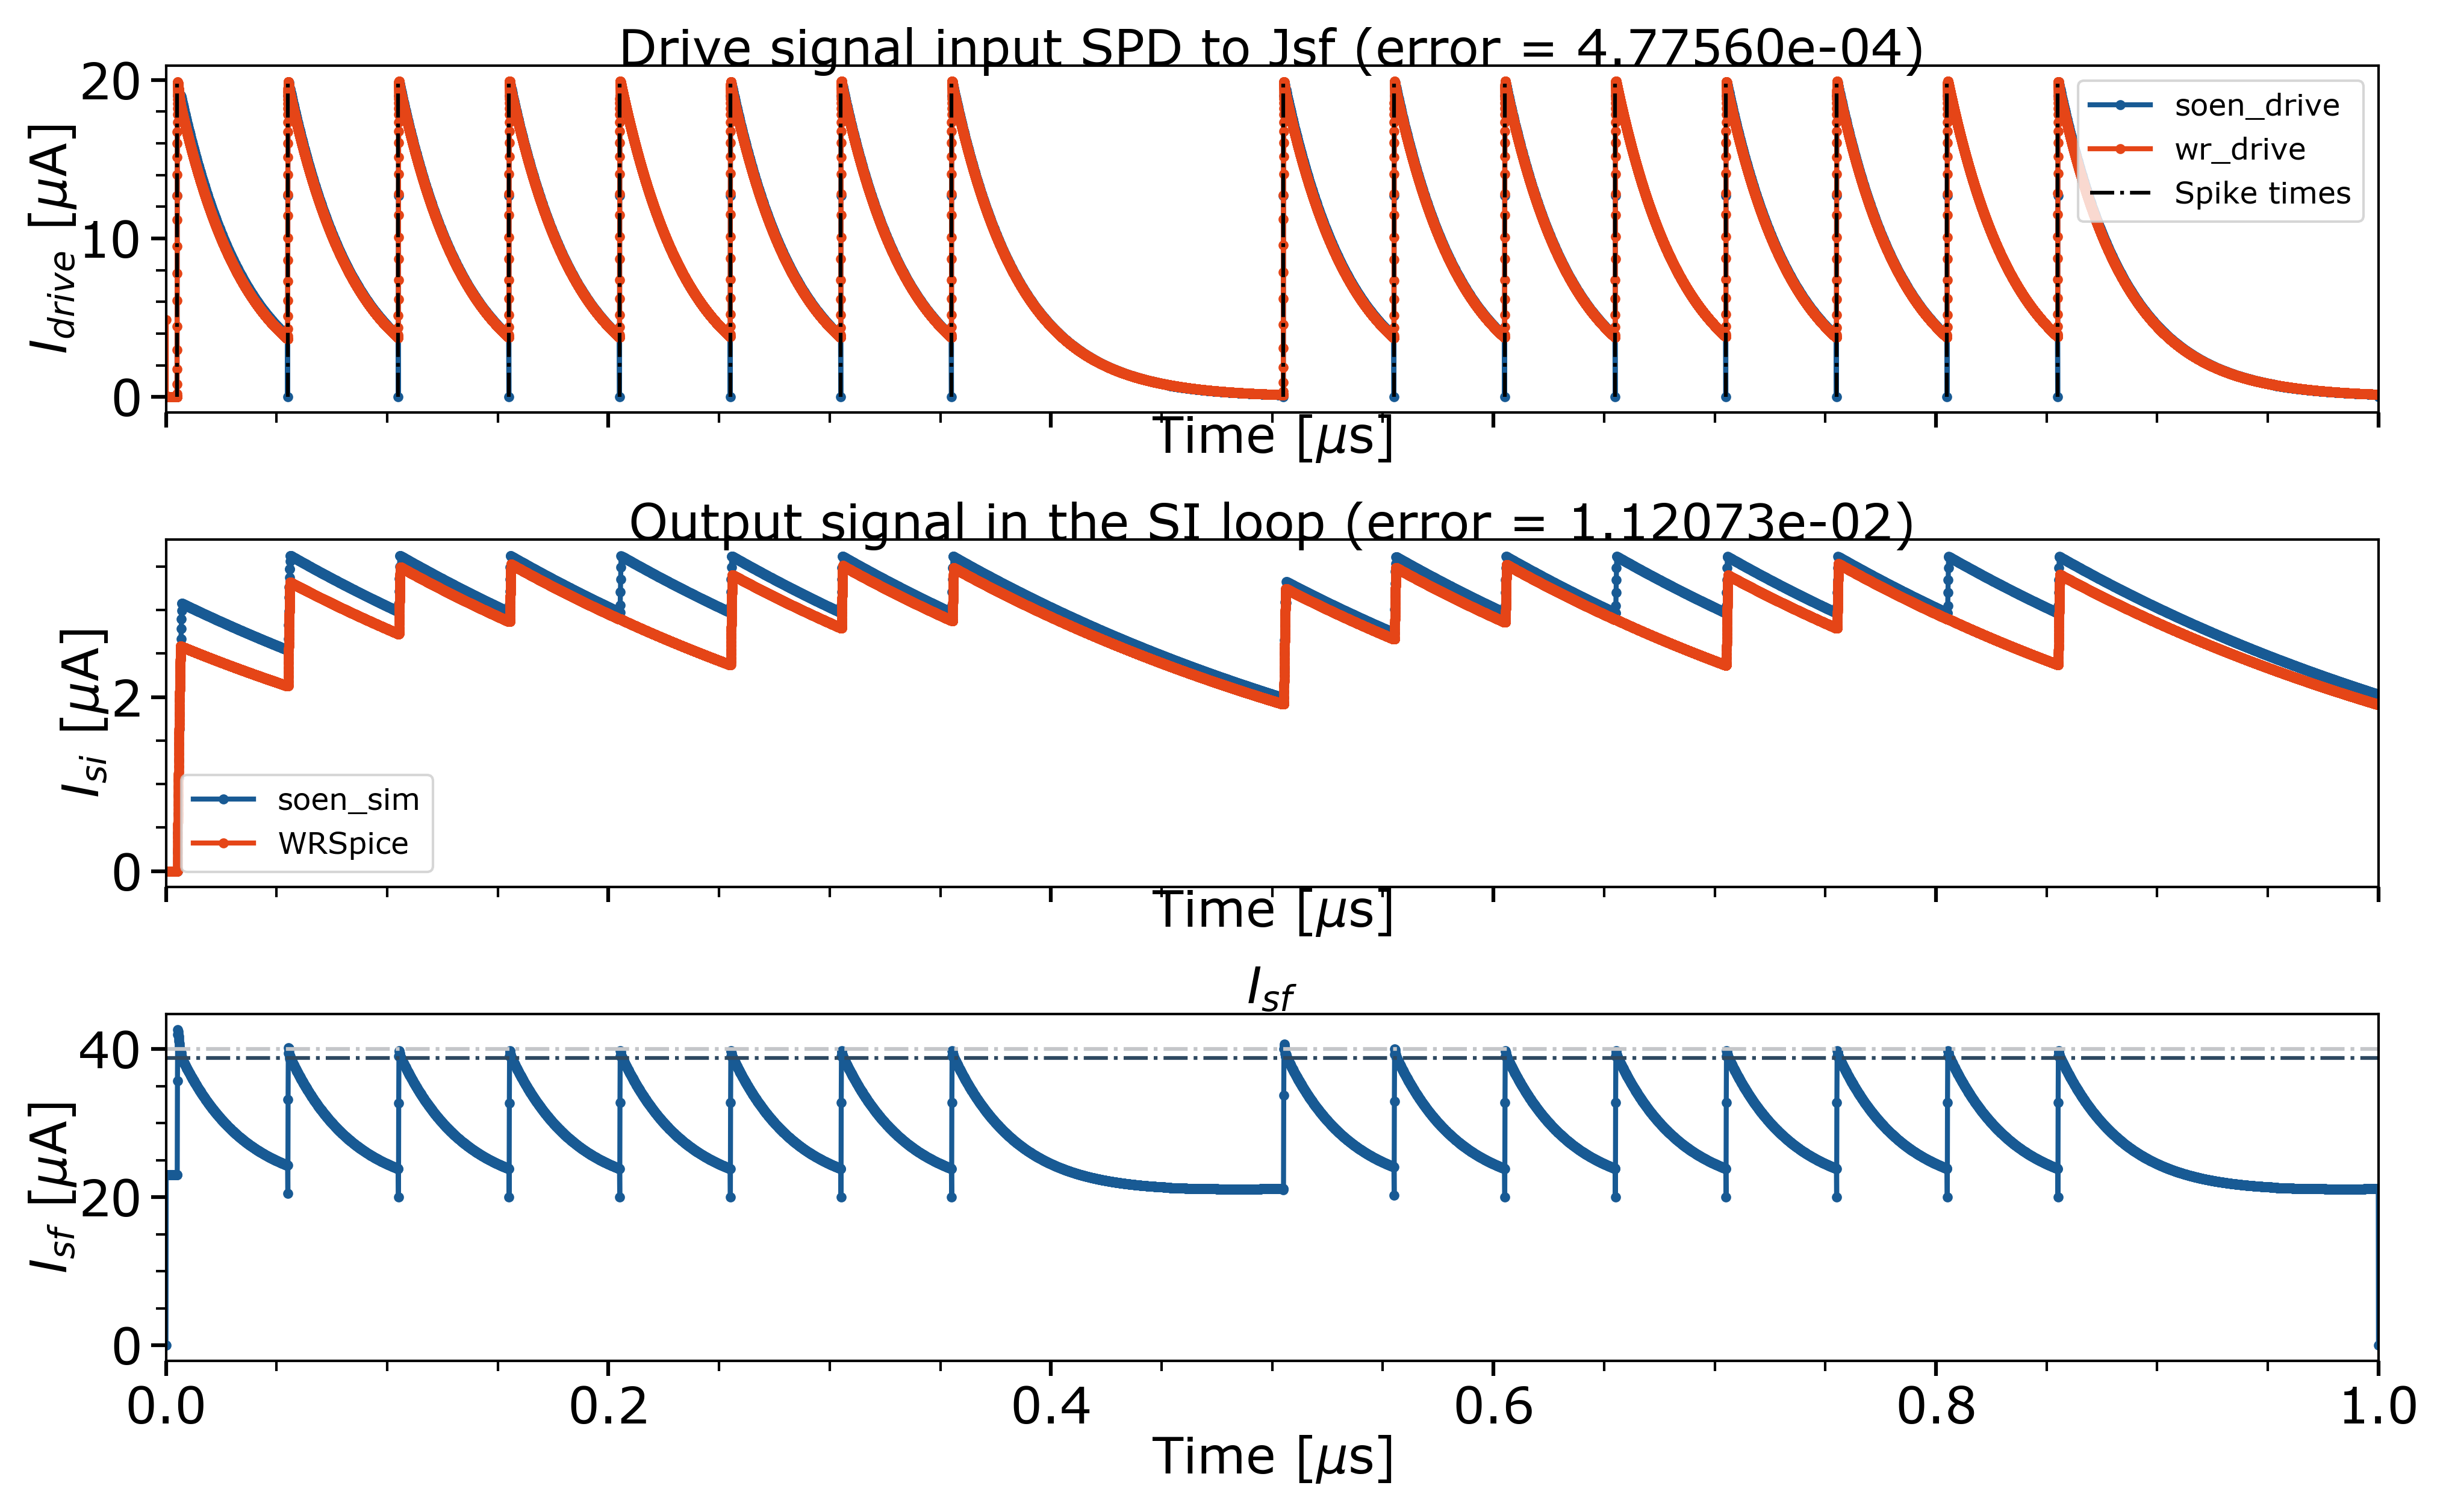 Drive signal input SPD to Jsf (error = 4.77560e-04)
20
10
0
I_drive [μA]
soen_drive
wr_drive
Spike times
Time [μs]
Output signal in the SI loop (error = 1.12073e-02)
2
0
I_si [μA]
soen_sim
WRSpice
Time [μs]
I_sf
40
20
0
I_sf [μA]
0.0 0.2 0.4 0.6 0.8 1.0
Time [μs]